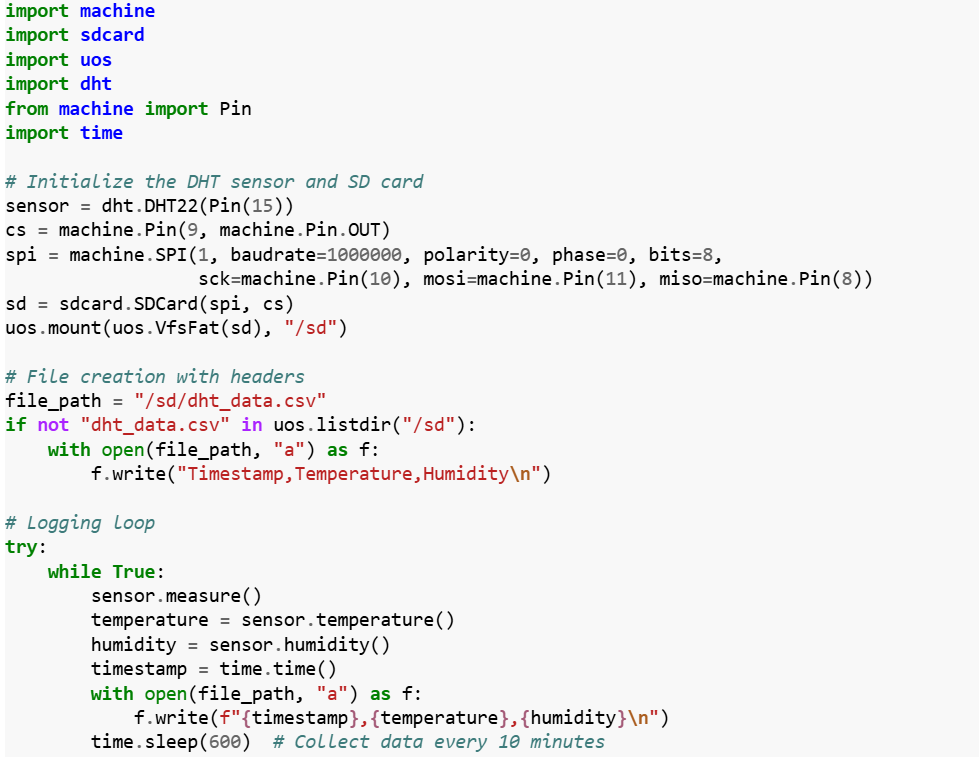 import machine
import sdcard
import uos
import dht
from machine import Pin
import time

# Initialize the DHT sensor and SD card
sensor = dht.DHT22(Pin(15))
cs = machine.Pin(9, machine.Pin.OUT)
spi = machine.SPI(1, baudrate=1000000, polarity=0, phase=0, bits=8,
                  sck=machine.Pin(10), mosi=machine.Pin(11), miso=machine.Pin(8))
sd = sdcard.SDCard(spi, cs)
uos.mount(uos.VfsFat(sd), "/sd")

# File creation with headers
file_path = "/sd/dht_data.csv"
if not "dht_data.csv" in uos.listdir("/sd"):
    with open(file_path, "a") as f:
        f.write("Timestamp,Temperature,Humidity\n")

# Logging loop
try:
    while True:
        sensor.measure()
        temperature = sensor.temperature()
        humidity = sensor.humidity()
        timestamp = time.time()
        with open(file_path, "a") as f:
            f.write(f"{timestamp},{temperature},{humidity}\n")
        time.sleep(600)  # Collect data every 10 minutes